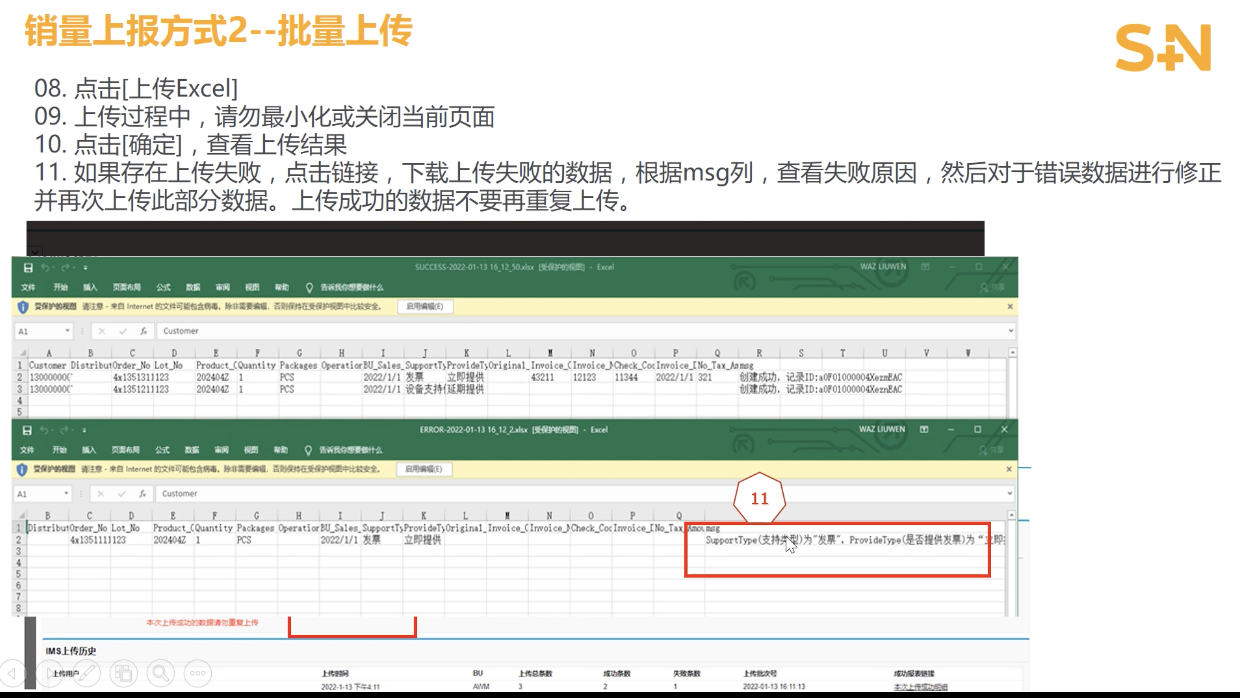 销量上报方式2--批量上传
S+N
08. 点击[上传Excel]
09. 上传过程中，请勿最小化或关闭当前页面
10. 点击[确定]，查看上传结果
11. 如果存在上传失败，点击链接，下载上传失败的数据，根据msg列，查看失败原因，然后对于错误数据进行修正
并再次上传此部分数据。上传成功的数据不要再重复上传。
SUCCESS-2022-01-13 16_12_50.xlsx [受保护的视图] - Excel WAZ LIUWEN
文件 开始 插入 页面布局 公式 数据 审阅 视图 帮助 告诉我你想要做什么 共享
受保护的视图 请注意 - 来自 Internet 的文件可能包含病毒。除非需要编辑，否则保持在受保护视图中比较安全。 启用编辑(E)
A1 fx Customer
A B C D E F G H I J K L M N O P Q R S T U V W
1 Customer Distribut Order_No Lot_No Product_C Quantity Packages Operation BU_Sales_ SupportTy ProvideTy Original_ Invoice_C Invoice_N Check_Coc Invoice_D No_Tax_Am msg
2 13000000( 4x1351311123 202404Z 1 PCS 2022/1/1 发票 立即提供 43211 12123 11344 2022/1/1 321 创建成功，记录ID:a0F01000004XeznEAC
3 13000000( 4x1351211123 202404Z 1 PCS 2022/1/1 设备支持 延期提供 创建成功，记录ID:a0F01000004XezmEAC
4
5
ERROR-2022-01-13 16_12_2.xlsx [受保护的视图] - Excel WAZ LIUWEN
文件 开始 插入 页面布局 公式 数据 审阅 视图 帮助 告诉我你想要做什么 共享
受保护的视图 请注意 - 来自 Internet 的文件可能包含病毒。除非需要编辑，否则保持在受保护视图中比较安全。 启用编辑(E)
A1 fx Customer
11
B C D E F G H I J K L M N O P Q
1 Distribut Order_No Lot_No Product_C Quantity Packages Operation BU_Sales_ SupportTy ProvideTy Original_ Invoice_C Invoice_N Check_Coc Invoice_D No_Tax_Amou msg
2 4x1351111123 202404Z 1 PCS 2022/1/1 发票 立即提供 SupportType(支持类型)为"发票"，ProvideType(是否提供发票)为“立即
3
4
5
6
7
8
本次上传成功的数据请勿重复上传
IMS上传历史
上传用户 上传时间 BU 上传总条数 成功条数 失败条数 上传批次号 成功报表链接
2022-1-13 下午4:11 AWM 3 2 1 2022-01-13 16:11:13 本次上传成功明细